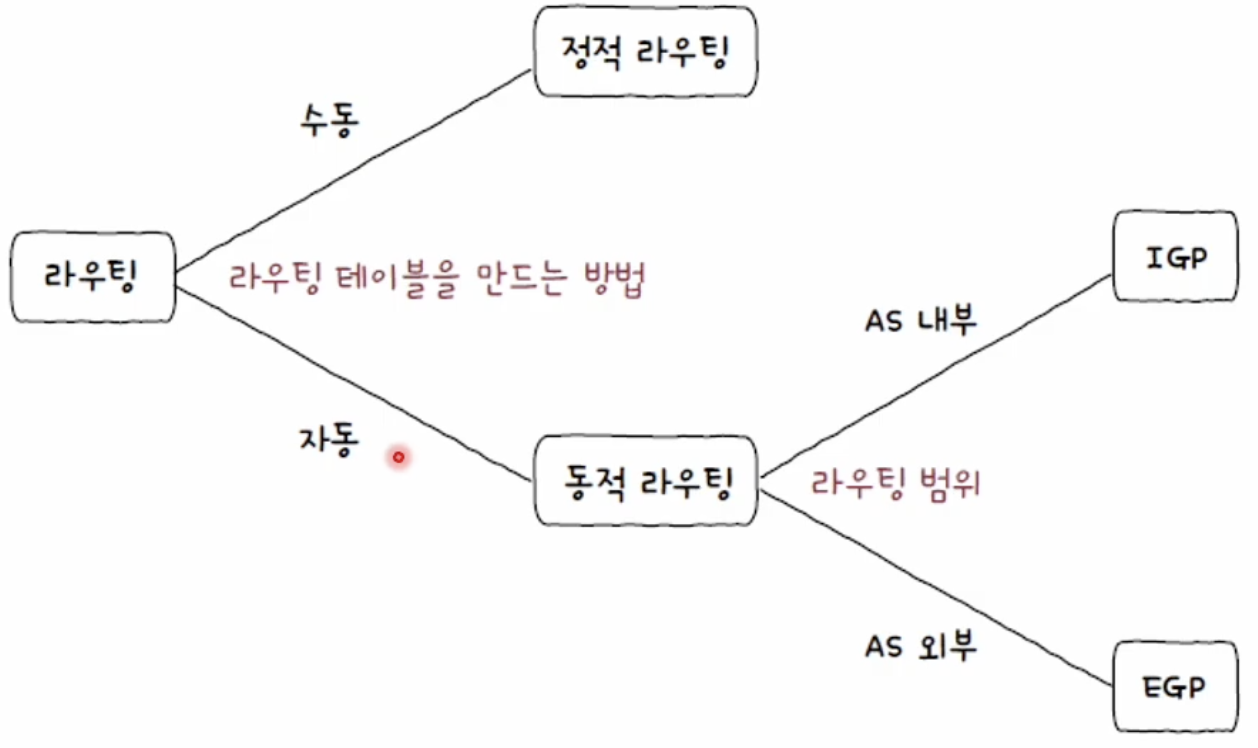 정적 라우팅
수동
라우팅
라우팅 테이블을 만드는 방법
IGP
AS 내부
자동
동적 라우팅
라우팅 범위
AS 외부
EGP